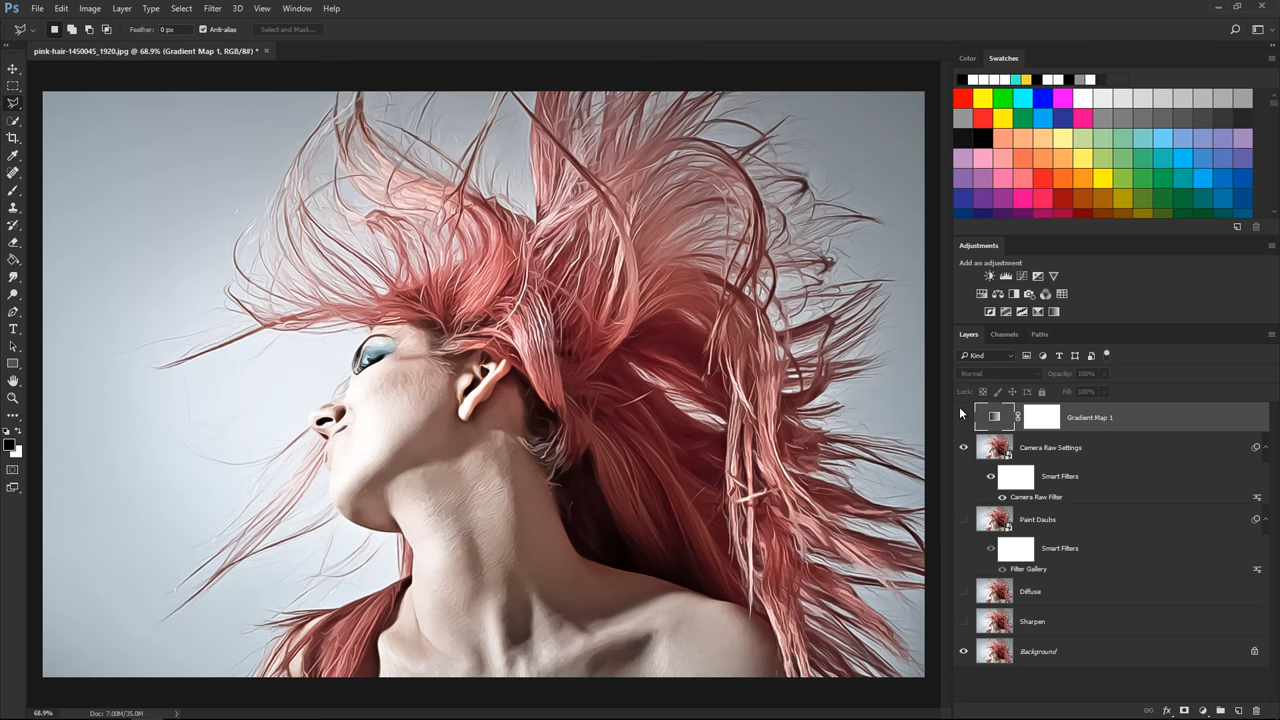 Ps File Edit Image Layer Type Select Filter 3D View Window Help
Feather: 0 px Anti-alias Select and Mask...
pink-hair-1450045_1920.jpg @ 68.9% (Gradient Map 1, RGB/8#) * ×
Color Swatches
Adjustments
Add an adjustment
Layers Channels Paths
Kind
Normal Opacity: 100%
Lock: Fill: 100%
Gradient Map 1
Camera Raw Settings
Smart Filters
Camera Raw Filter
Paint Daubs
Smart Filters
Filter Gallery
Diffuse
Sharpen
Background
68.9% Doc: 7.00M/35.0M